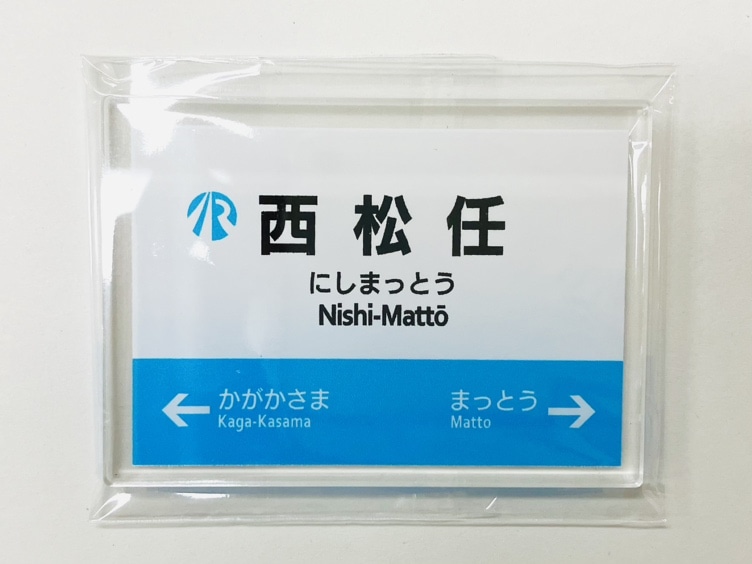 西松任
にしまっとう
Nishi-Mattō
← かがかさま
Kaga-Kasama
まっとう →
Matto